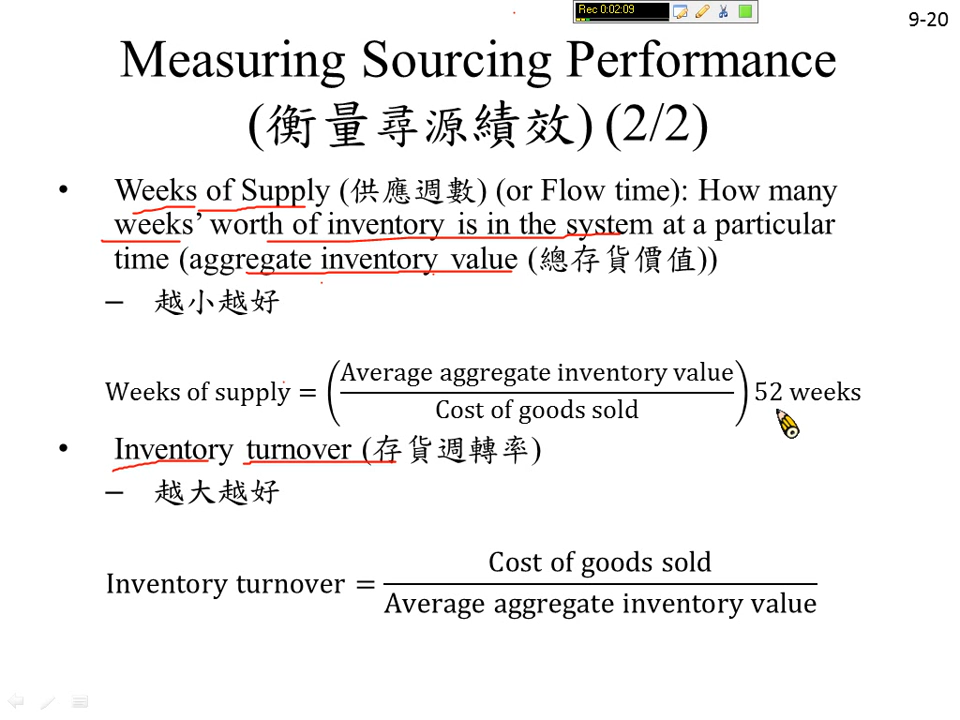 Rec 0:02:09
9-20
Measuring Sourcing Performance
(衡量尋源績效) (2/2)
• Weeks of Supply (供應週數) (or Flow time): How many
weeks' worth of inventory is in the system at a particular
time (aggregate inventory value (總存貨價值))
– 越小越好
Weeks of supply = (Average aggregate inventory value / Cost of goods sold) 52 weeks
• Inventory turnover (存貨週轉率)
– 越大越好
Inventory turnover = Cost of goods sold / Average aggregate inventory value